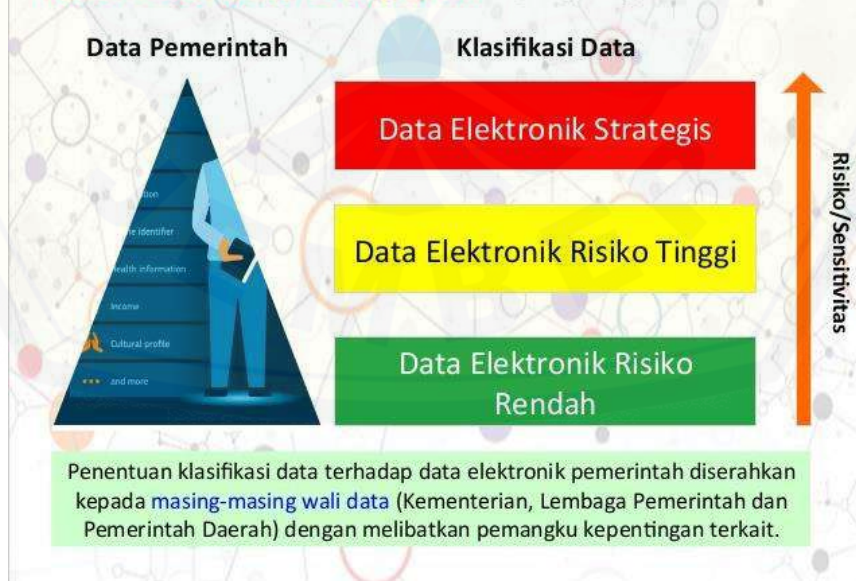 Data Pemerintah
Klasifikasi Data
Data Elektronik Strategis
Data Elektronik Risiko Tinggi
Data Elektronik Risiko
Rendah
Risiko/Sensitivitas
identifier
health information
Income
Cultural profile
and more
Penentuan klasifikasi data terhadap data elektronik pemerintah diserahkan
kepada masing-masing wali data (Kementerian, Lembaga Pemerintah dan
Pemerintah Daerah) dengan melibatkan pemangku kepentingan terkait.